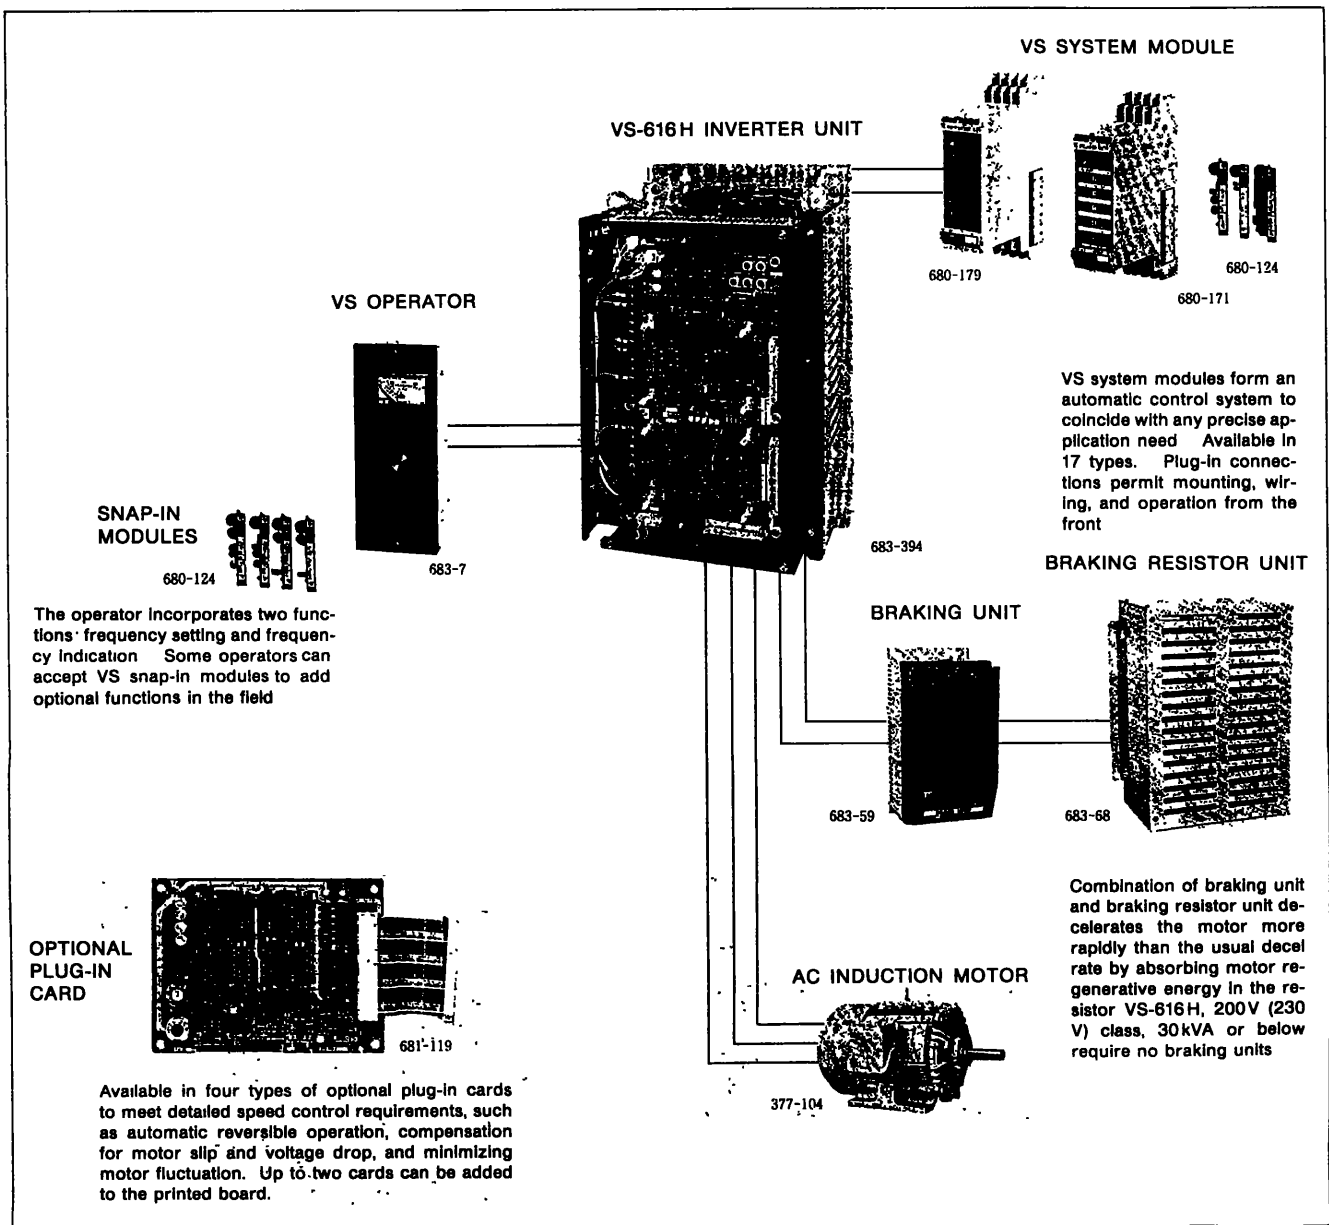 VS SYSTEM MODULE
VS-616H INVERTER UNIT
680-179
680-171
680-124
VS OPERATOR
VS system modules form an
automatic control system to
coincide with any precise ap-
plication need Available in
17 types. Plug-in connec-
tions permit mounting, wir-
ing, and operation from the
front
SNAP-IN
MODULES
680-124
683-7
683-394
The operator incorporates two func-
tions· frequency setting and frequen-
cy indication Some operators can
accept VS snap-in modules to add
optional functions in the field
BRAKING RESISTOR UNIT
BRAKING UNIT
683-59
683-68
Combination of braking unit
and braking resistor unit de-
celerates the motor more
rapidly than the usual decel
rate by absorbing motor re-
generative energy in the re-
sistor VS-616H, 200V (230
V) class, 30kVA or below
require no braking units
OPTIONAL
PLUG-IN
CARD
681-119
AC INDUCTION MOTOR
377-104
Available in four types of optional plug-in cards
to meet detailed speed control requirements, such
as automatic reversible operation, compensation
for motor slip and voltage drop, and minimizing
motor fluctuation. Up to two cards can be added
to the printed board.